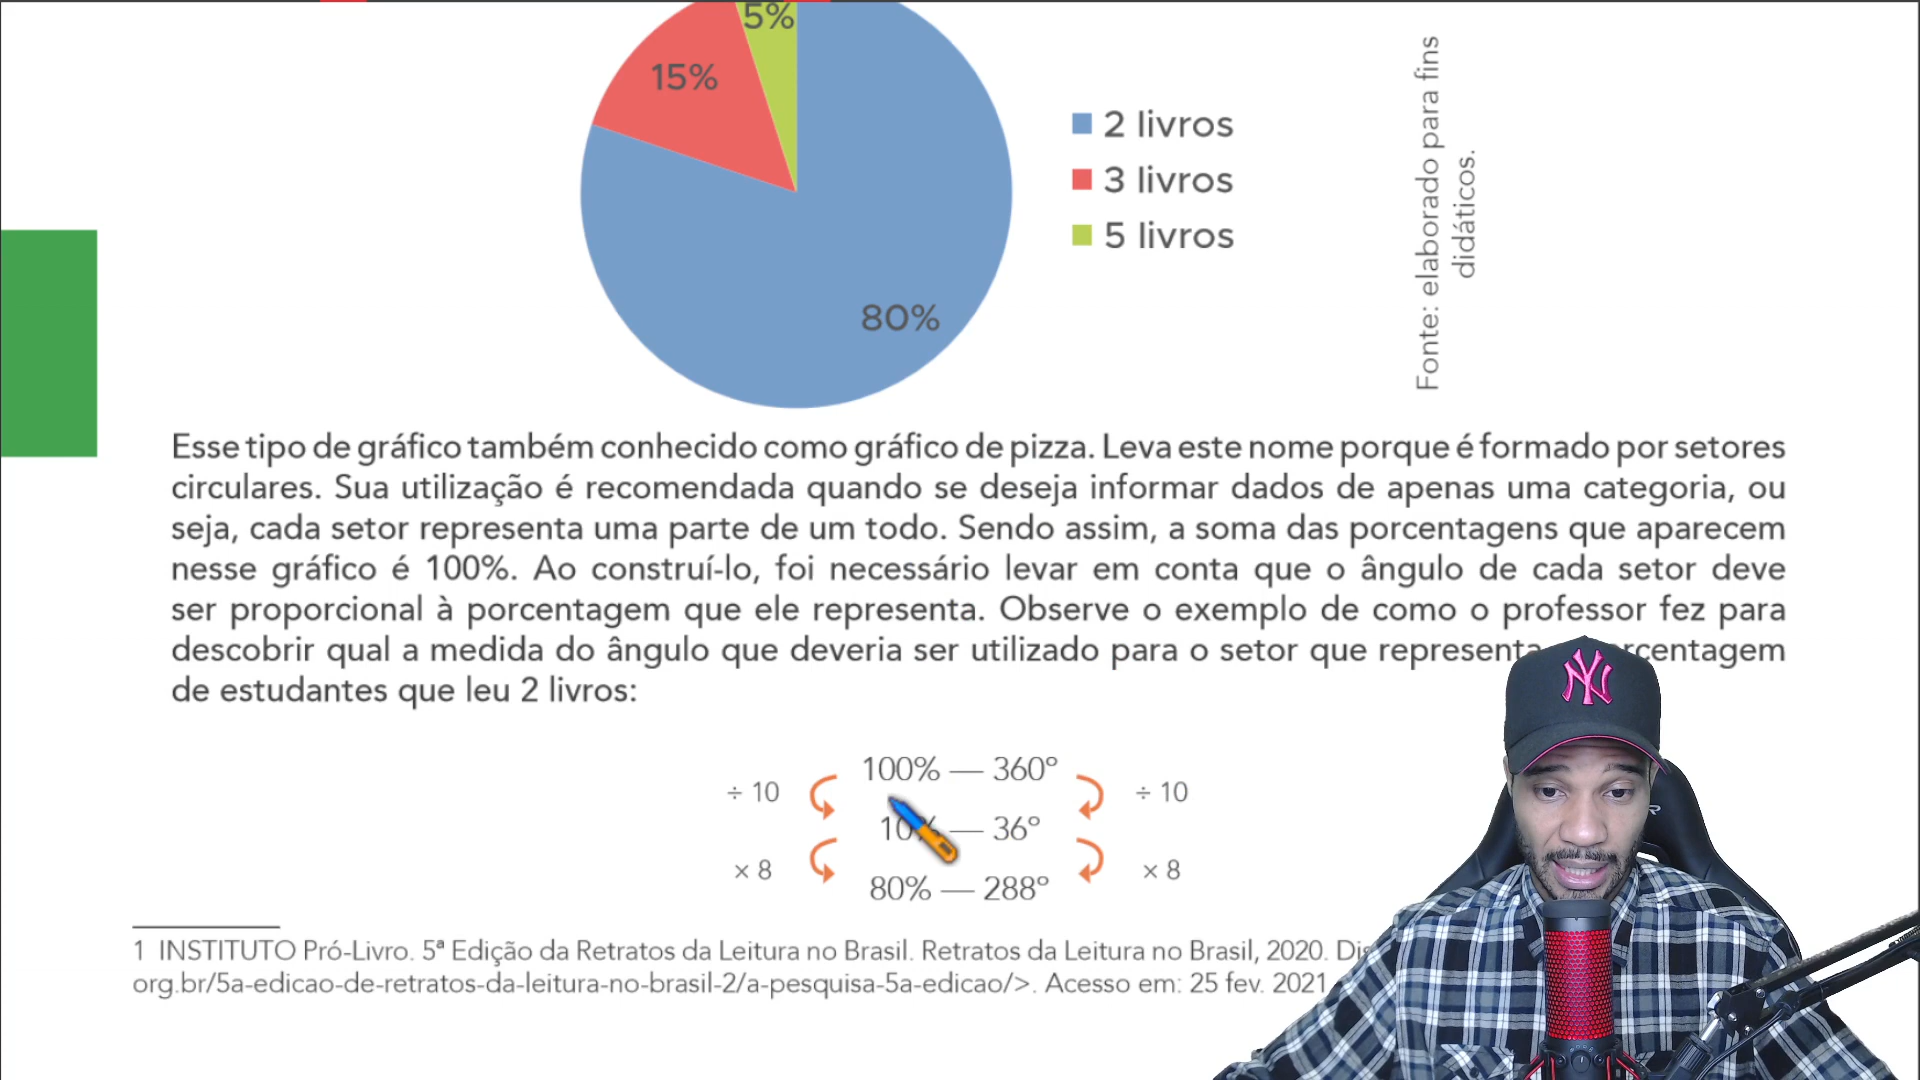 5%
15%
80%
2 livros
3 livros
5 livros
Fonte: elaborado para fins
didáticos.
Esse tipo de gráfico também conhecido como gráfico de pizza. Leva este nome porque é formado por setores
circulares. Sua utilização é recomendada quando se deseja informar dados de apenas uma categoria, ou
seja, cada setor representa uma parte de um todo. Sendo assim, a soma das porcentagens que aparecem
nesse gráfico é 100%. Ao construí-lo, foi necessário levar em conta que o ângulo de cada setor deve
ser proporcional à porcentagem que ele representa. Observe o exemplo de como o professor fez para
descobrir qual a medida do ângulo que deveria ser utilizado para o setor que representa
de estudantes que leu 2 livros:
100% — 360º
÷ 10 ÷ 10
10% — 36º
× 8 × 8
80% — 288º
1 INSTITUTO Pró-Livro. 5ª Edição da Retratos da Leitura no Brasil. Retratos da Leitura no Brasil, 2020.
org.br/5a-edicao-de-retratos-da-leitura-no-brasil-2/a-pesquisa-5a-edicao/>. Acesso em: 25 fev. 2021
NY